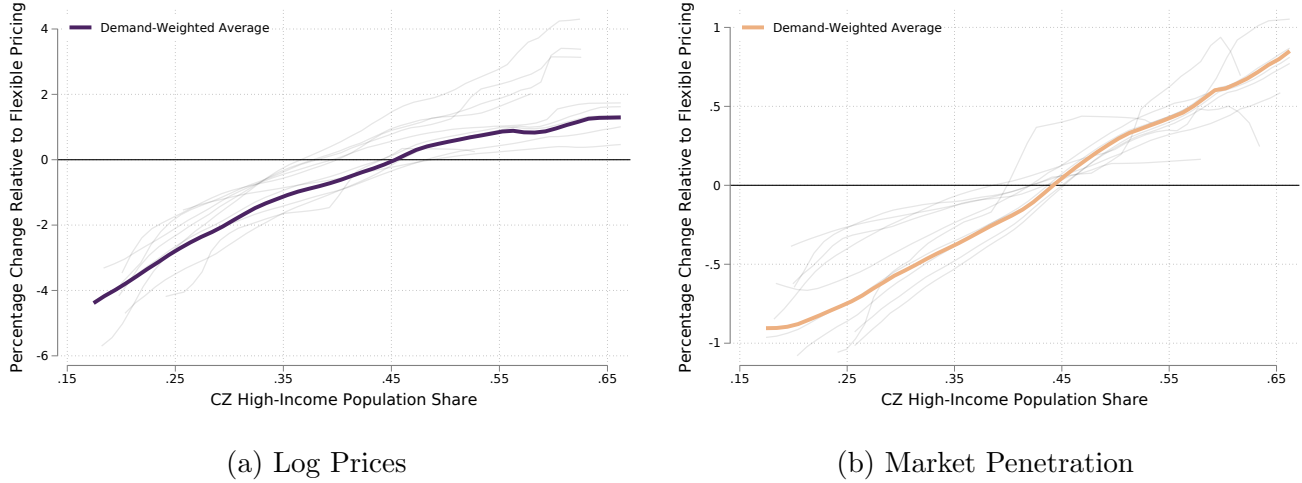 Percentage Change Relative to Flexible Pricing
Demand-Weighted Average
4
2
0
-2
-4
-6
.15 .25 .35 .45 .55 .65
CZ High-Income Population Share
(a) Log Prices
Percentage Change Relative to Flexible Pricing
Demand-Weighted Average
1
.5
0
-.5
-1
.15 .25 .35 .45 .55 .65
CZ High-Income Population Share
(b) Market Penetration